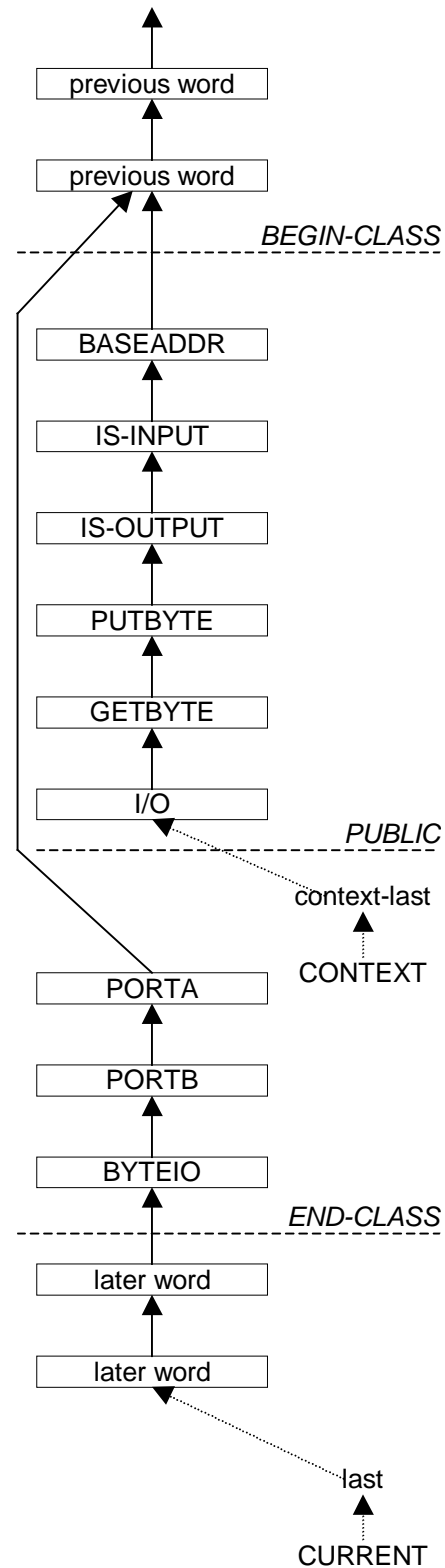 previous word
previous word
BEGIN-CLASS
BASEADDR
IS-INPUT
IS-OUTPUT
PUTBYTE
GETBYTE
I/O
PUBLIC
context-last
CONTEXT
PORTA
PORTB
BYTEIO
END-CLASS
later word
later word
last
CURRENT